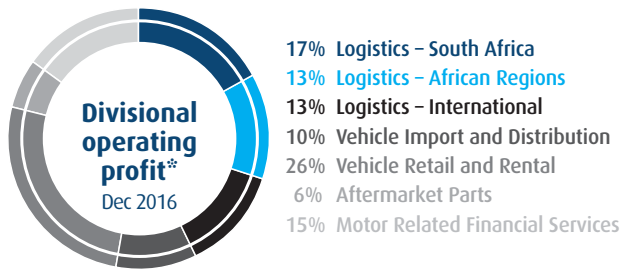 Divisional
operating
profit*
Dec 2016
17% Logistics – South Africa
13% Logistics – African Regions
13% Logistics – International
10% Vehicle Import and Distribution
26% Vehicle Retail and Rental
6% Aftermarket Parts
15% Motor Related Financial Services